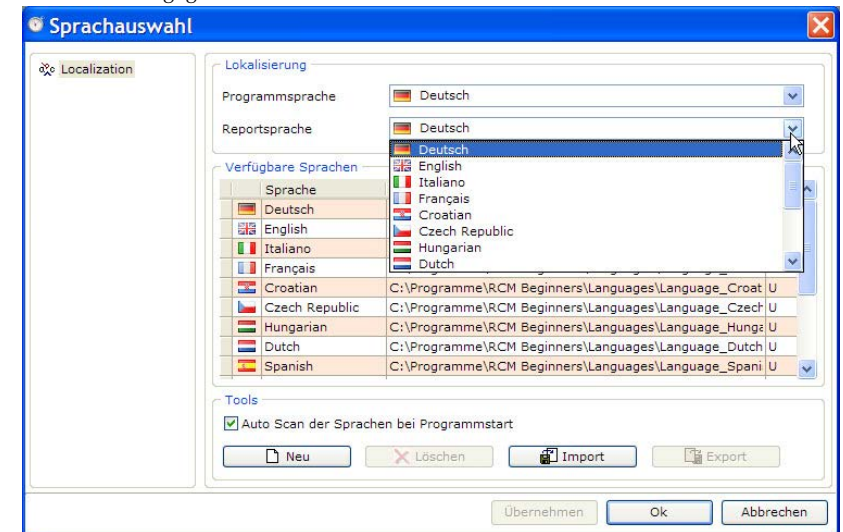 Sprachauswahl
Localization
Lokalisierung
Programmsprache Deutsch
Reportsprache Deutsch
Deutsch
English
Italiano
Français
Croatian
Czech Republic
Hungarian
Dutch
Verfügbare Sprachen
Sprache
Deutsch
English
Italiano
Français
Croatian C:\Programme\RCM Beginners\Languages\Language_Croat U
Czech Republic C:\Programme\RCM Beginners\Languages\Language_Czech U
Hungarian C:\Programme\RCM Beginners\Languages\Language_Hunga U
Dutch C:\Programme\RCM Beginners\Languages\Language_Dutch U
Spanish C:\Programme\RCM Beginners\Languages\Language_Spani U
Tools
Auto Scan der Sprachen bei Programmstart
Neu Löschen Import Export
Übernehmen Ok Abbrechen